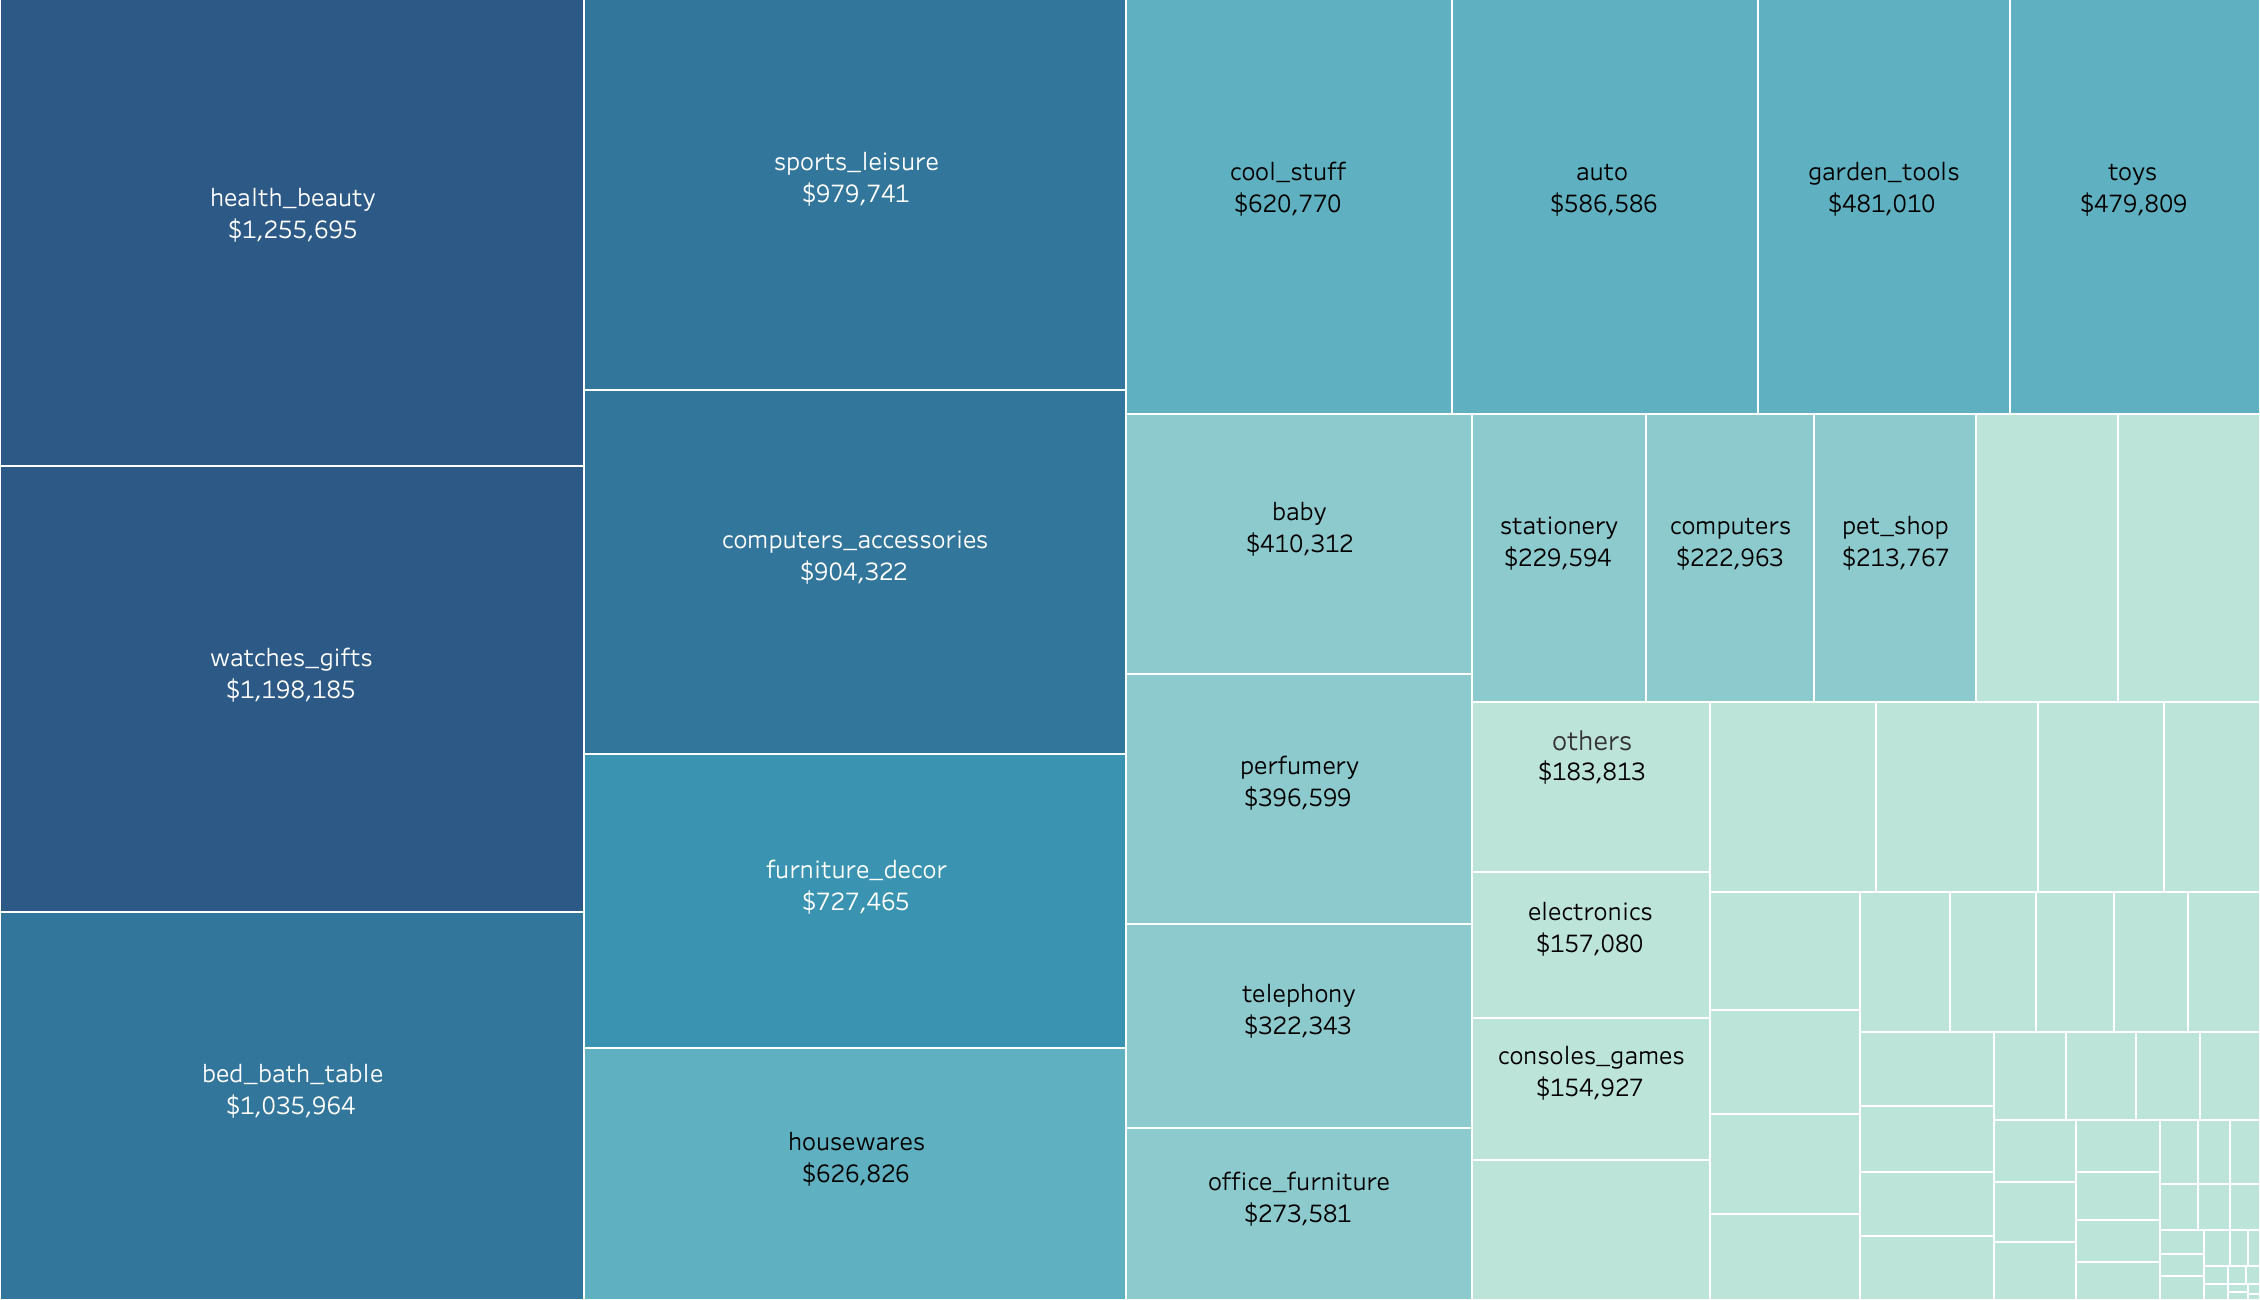 health_beauty
$1,255,695
watches_gifts
$1,198,185
bed_bath_table
$1,035,964
sports_leisure
$979,741
computers_accessories
$904,322
furniture_decor
$727,465
housewares
$626,826
cool_stuff
$620,770
auto
$586,586
garden_tools
$481,010
toys
$479,809
baby
$410,312
perfumery
$396,599
telephony
$322,343
office_furniture
$273,581
stationery
$229,594
computers
$222,963
pet_shop
$213,767
others
$183,813
electronics
$157,080
consoles_games
$154,927